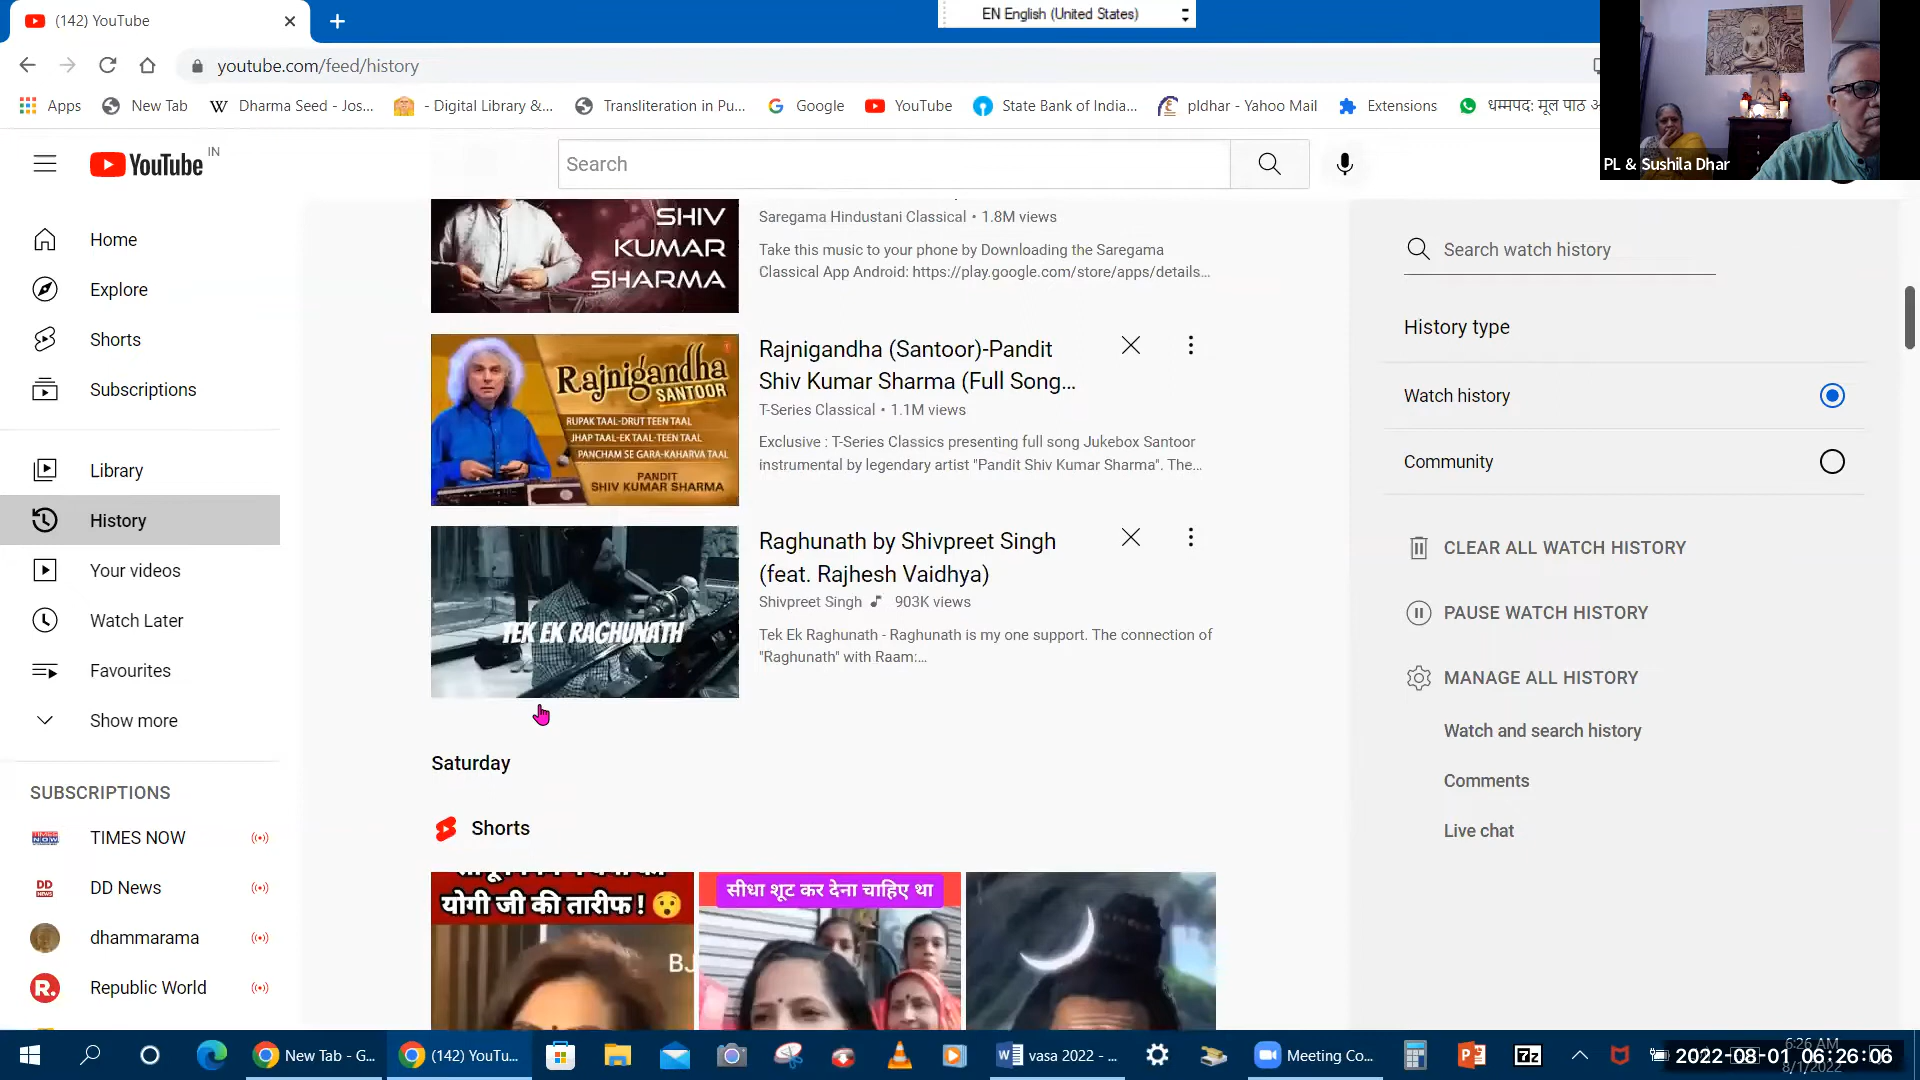 (142) YouTube
EN English (United States)
youtube.com/feed/history
Apps
New Tab
Dharma Seed - Jos...
- Digital Library &...
Transliteration in Pu...
Google
YouTube
State Bank of India...
pldhar - Yahoo Mail
Extensions
धम्मपद: मूल पाठ
PL & Sushila Dhar
YouTube IN
Search
Home
Explore
Shorts
Subscriptions
Library
History
Your videos
Watch Later
Favourites
Show more
SUBSCRIPTIONS
TIMES NOW
DD News
dhammarama
Republic World
SHIV
KUMAR
SHARMA
Saregama Hindustani Classical • 1.8M views
Take this music to your phone by Downloading the Saregama
Classical App Android: https://play.google.com/store/apps/details...
Rajnigandha
SANTOOR
RUPAK TAAL-DRUT TEEN TAAL
JHAP TAAL-EK TAAL-TEEN TAAL
PANCHAM SE GARA-KAHARVA TAAL
PANDIT
SHIV KUMAR SHARMA
Rajnigandha (Santoor)-Pandit
Shiv Kumar Sharma (Full Song...
T-Series Classical • 1.1M views
Exclusive : T-Series Classics presenting full song Jukebox Santoor
instrumental by legendary artist "Pandit Shiv Kumar Sharma". The...
TEK EK RAGHUNATH
Raghunath by Shivpreet Singh
(feat. Rajhesh Vaidhya)
Shivpreet Singh 903K views
Tek Ek Raghunath - Raghunath is my one support. The connection of
"Raghunath" with Raam:...
Saturday
Shorts
योगी जी की तारीफ !
BJ
सीधा शूट कर देना चाहिए था
Search watch history
History type
Watch history
Community
CLEAR ALL WATCH HISTORY
PAUSE WATCH HISTORY
MANAGE ALL HISTORY
Watch and search history
Comments
Live chat
New Tab - G...
(142) YouTu...
vasa 2022 - ...
Meeting Co...
7z
6:26 AM
8/1/2022
2022-08-01 06:26:06